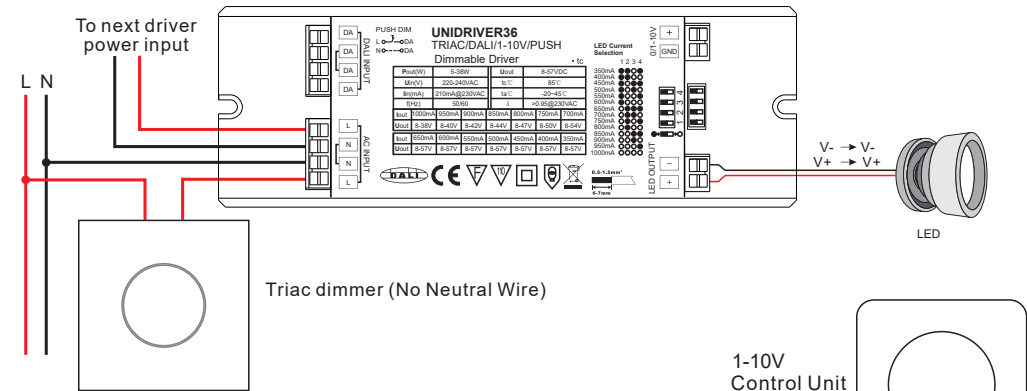 To next driver
power input
L N
DA
DA
DA
DA
DALI INPUT
PUSH DIM
L DA
N DA
UNIDRIVER36
TRIAC/DALI/1-10V/PUSH
Dimmable Driver
• tc
Pout(W) 5-38W Uout 8-57VDC
Uin(V) 220-240VAC tc℃ 85℃
Iin(mA) 210mA@230VAC ta℃ -20~45℃
f(Hz) 50/60 λ >0.95@230VAC
Iout 1000mA 950mA 900mA 850mA 800mA 750mA 700mA
Uout 8-38V 8-40V 8-42V 8-44V 8-47V 8-50V 8-54V
Iout 650mA 600mA 550mA 500mA 450mA 400mA 350mA
Uout 8-57V 8-57V 8-57V 8-57V 8-57V 8-57V 8-57V
DALI CE F 110
LED Current
Selection
1 2 3 4
350mA
400mA
450mA
500mA
550mA
600mA
650mA
700mA
750mA
800mA
850mA
900mA
950mA
1000mA
0.5-1.5mm²
6-7mm
0/1-10V
+
GND
1 2 3 4
LED OUTPUT
−
+
L
N
N
L
AC INPUT
V- → V-
V+ → V+
LED
Triac dimmer (No Neutral Wire)
1-10V
Control Unit